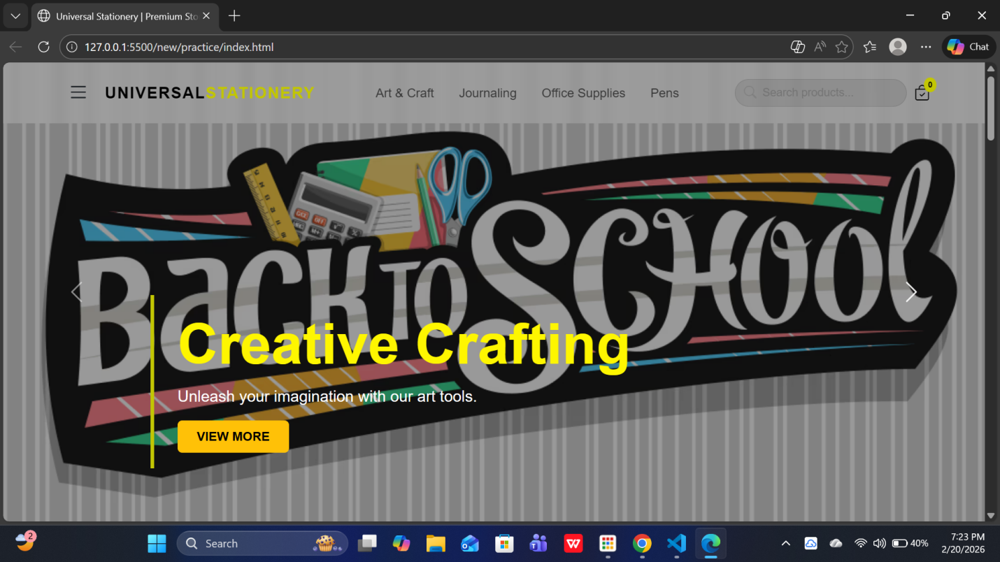 Universal Stationery | Premium Sto
127.0.0.1:5500/new/practice/index.html
Chat
UNIVERSALSTATIONERY
Art & Craft
Journaling
Office Supplies
Pens
Search products...
0
BACK TO SCHOOL
Creative Crafting
Unleash your imagination with our art tools.
VIEW MORE
2
Search
40%
7:23 PM
2/20/2026